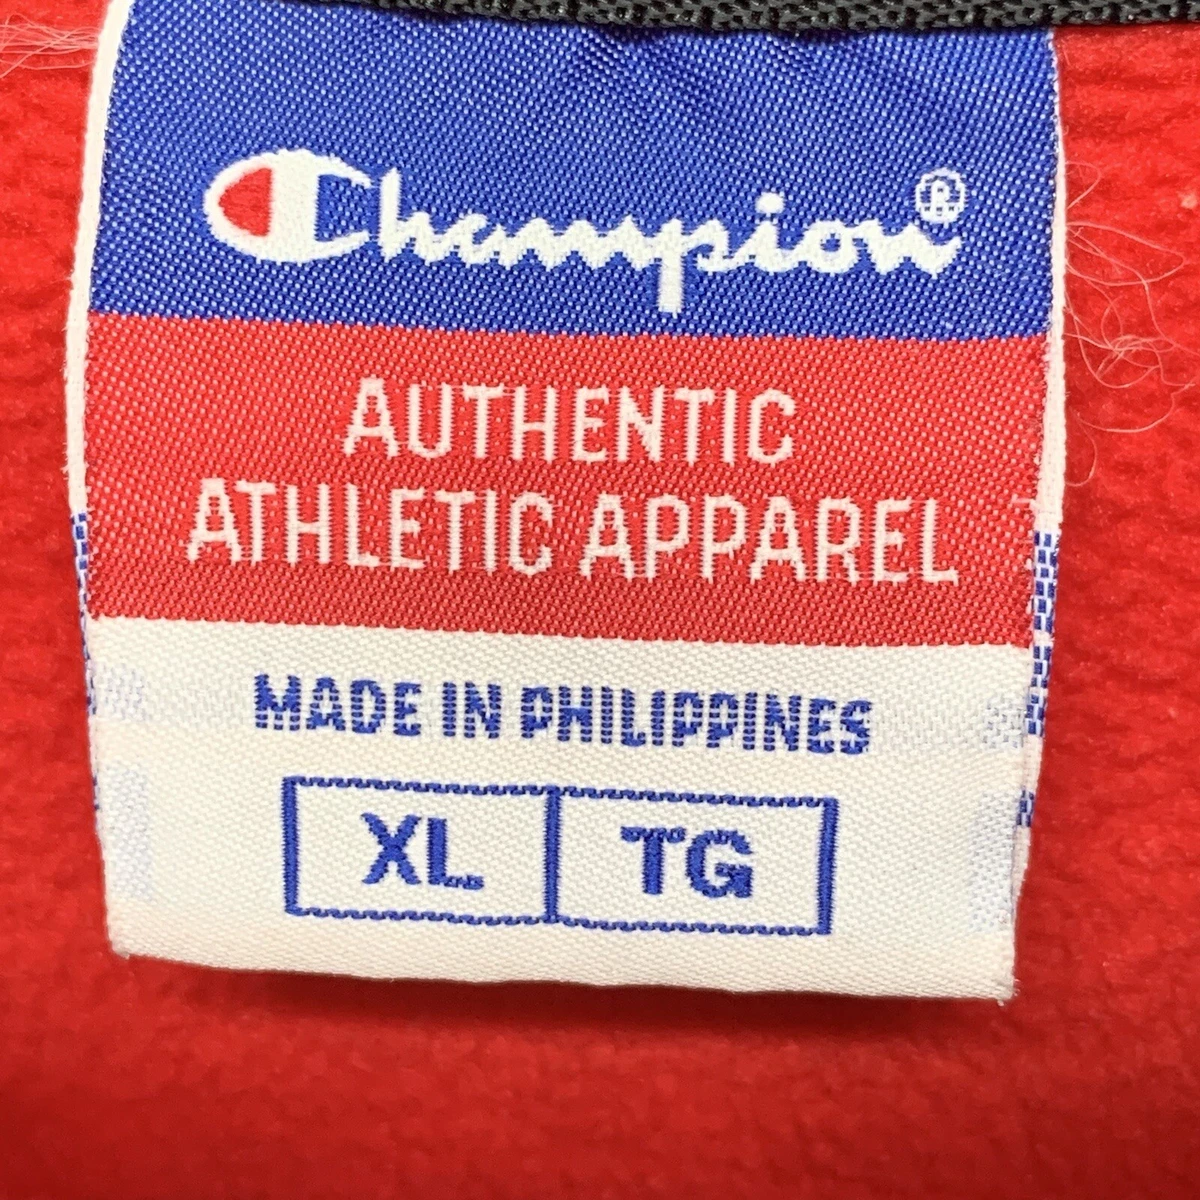 Champion®
AUTHENTIC
ATHLETIC APPAREL
MADE IN PHILIPPINES
XL TG